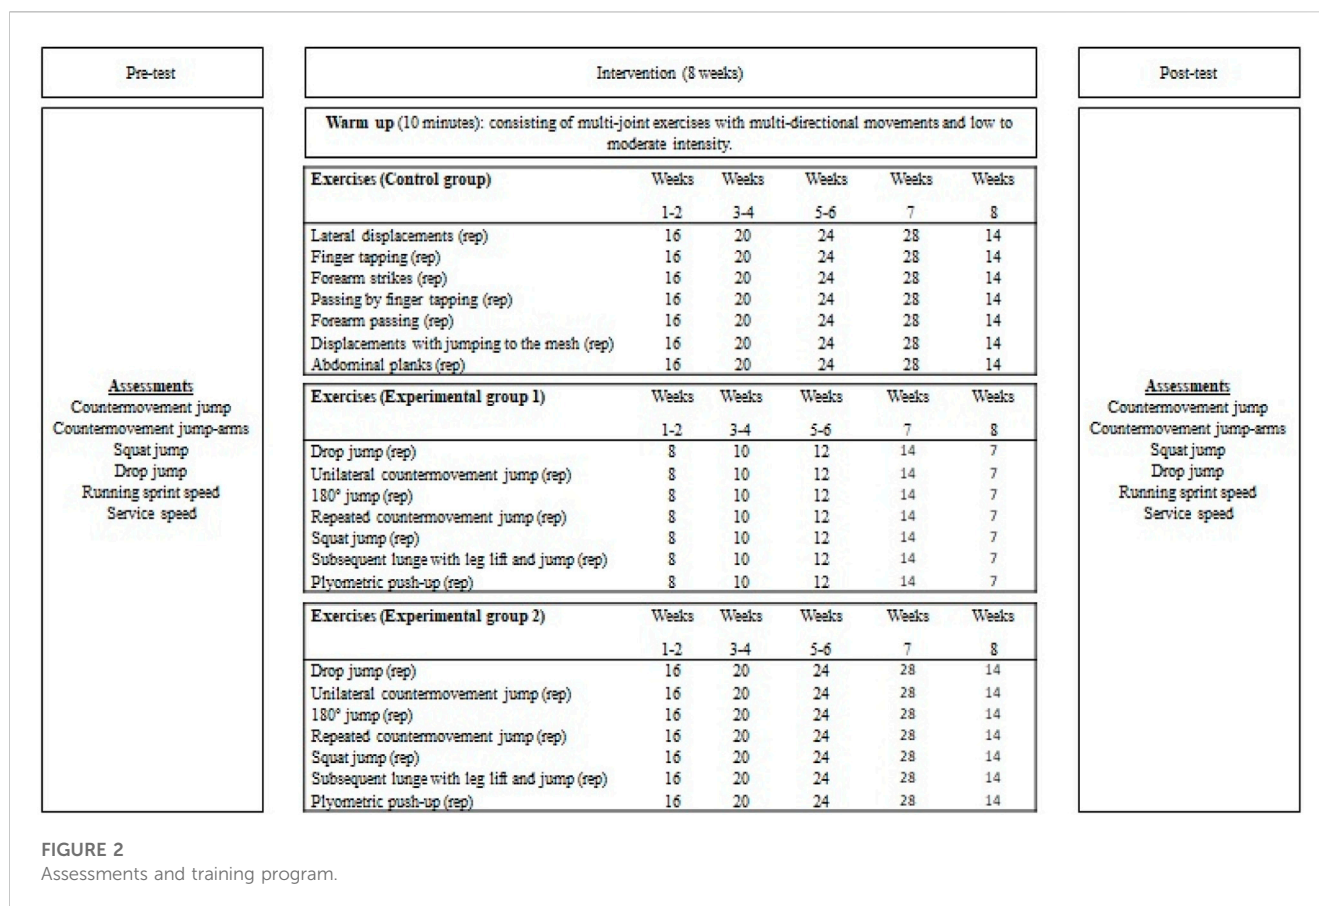 Pre-test
Intervention (8 weeks)
Post-test
Warm up (10 minutes): consisting of multi-joint exercises with multi-directional movements and low to
moderate intensity.
Exercises (Control group) Weeks Weeks Weeks Weeks Weeks
1-2 3-4 5-6 7 8
Lateral displacements (rep) 16 20 24 28 14
Finger tapping (rep) 16 20 24 28 14
Forearm strikes (rep) 16 20 24 28 14
Passing by finger tapping (rep) 16 20 24 28 14
Forearm passing (rep) 16 20 24 28 14
Displacements with jumping to the mesh (rep) 16 20 24 28 14
Abdominal planks (rep) 16 20 24 28 14
Exercises (Experimental group 1) Weeks Weeks Weeks Weeks Weeks
1-2 3-4 5-6 7 8
Drop jump (rep) 8 10 12 14 7
Unilateral countermovement jump (rep) 8 10 12 14 7
180° jump (rep) 8 10 12 14 7
Repeated countermovement jump (rep) 8 10 12 14 7
Squat jump (rep) 8 10 12 14 7
Subsequent lunge with leg lift and jump (rep) 8 10 12 14 7
Plyometric push-up (rep) 8 10 12 14 7
Exercises (Experimental group 2) Weeks Weeks Weeks Weeks Weeks
1-2 3-4 5-6 7 8
Drop jump (rep) 16 20 24 28 14
Unilateral countermovement jump (rep) 16 20 24 28 14
180° jump (rep) 16 20 24 28 14
Repeated countermovement jump (rep) 16 20 24 28 14
Squat jump (rep) 16 20 24 28 14
Subsequent lunge with leg lift and jump (rep) 16 20 24 28 14
Plyometric push-up (rep) 16 20 24 28 14
Assessments
Countermovement jump
Countermovement jump-arms
Squat jump
Drop jump
Running sprint speed
Service speed
Assessments
Countermovement jump
Countermovement jump-arms
Squat jump
Drop jump
Running sprint speed
Service speed
FIGURE 2
Assessments and training program.